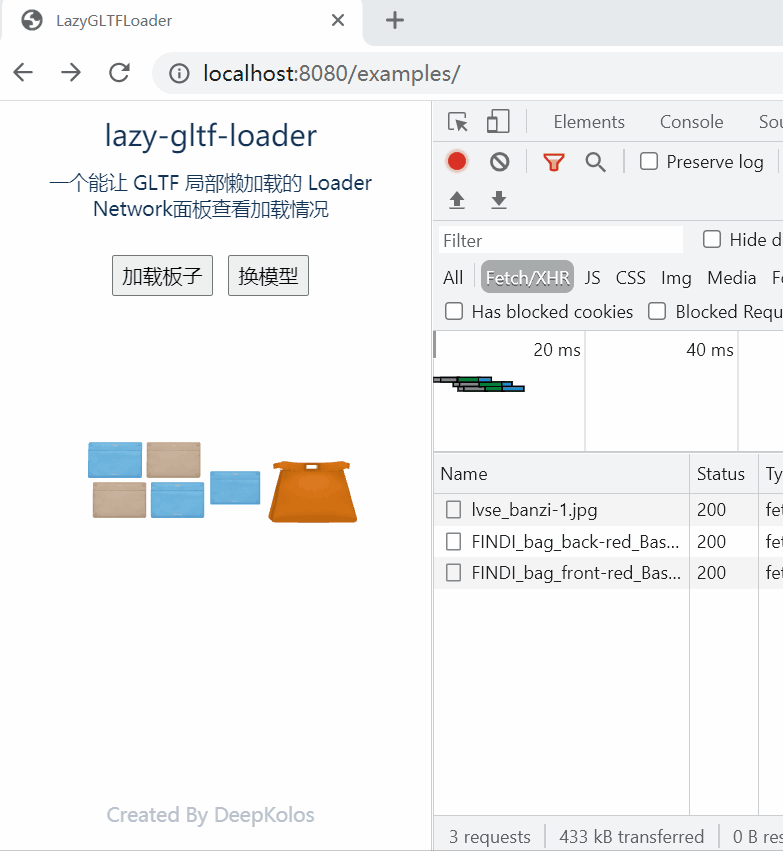 LazyGLTFLoader
localhost:8080/examples/
lazy-gltf-loader
一个能让 GLTF 局部懒加载的 Loader
Network面板查看加载情况
加载板子 换模型
Created By DeepKolos
Elements Console Sou
Preserve log
Filter Hide d
All Fetch/XHR JS CSS Img Media Fo
Has blocked cookies Blocked Requ
20 ms 40 ms
Name Status Ty
lvse_banzi-1.jpg 200 fet
FINDI_bag_back-red_Bas... 200 fet
FINDI_bag_front-red_Bas... 200 fet
3 requests 433 kB transferred 0 B res